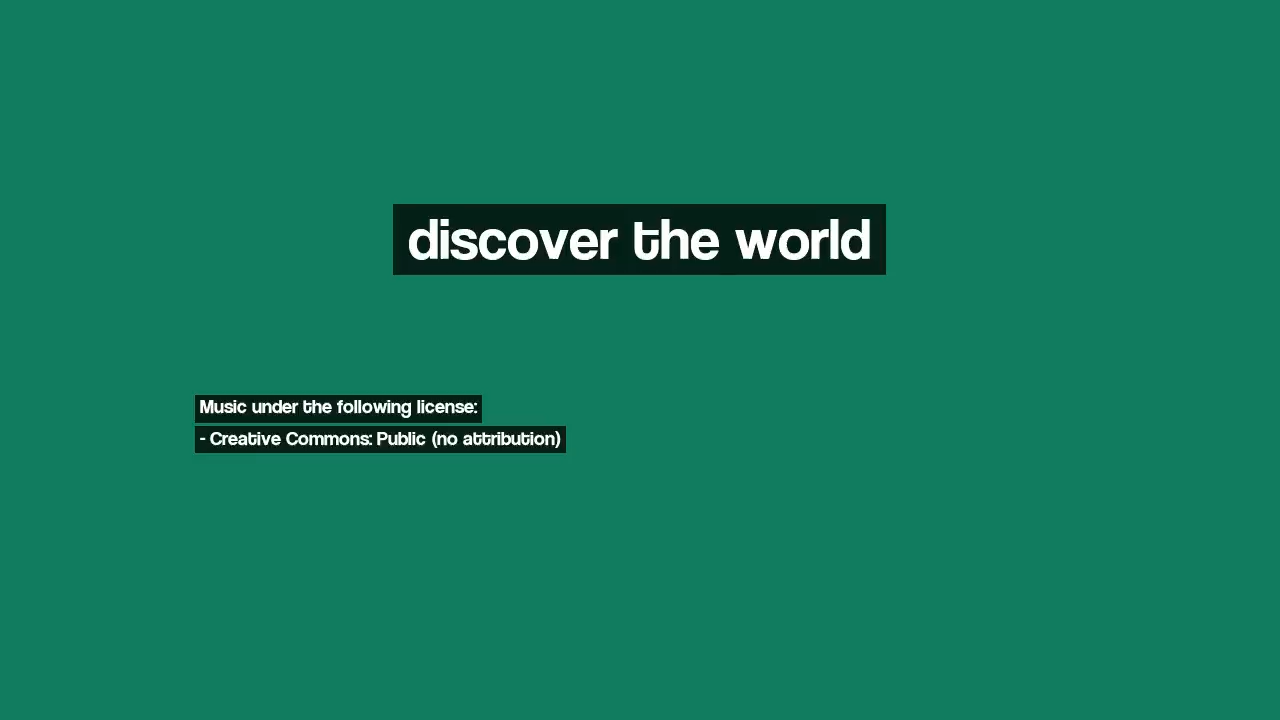 discover the world
Music under the following license:
- Creative Commons: Public (no attribution)